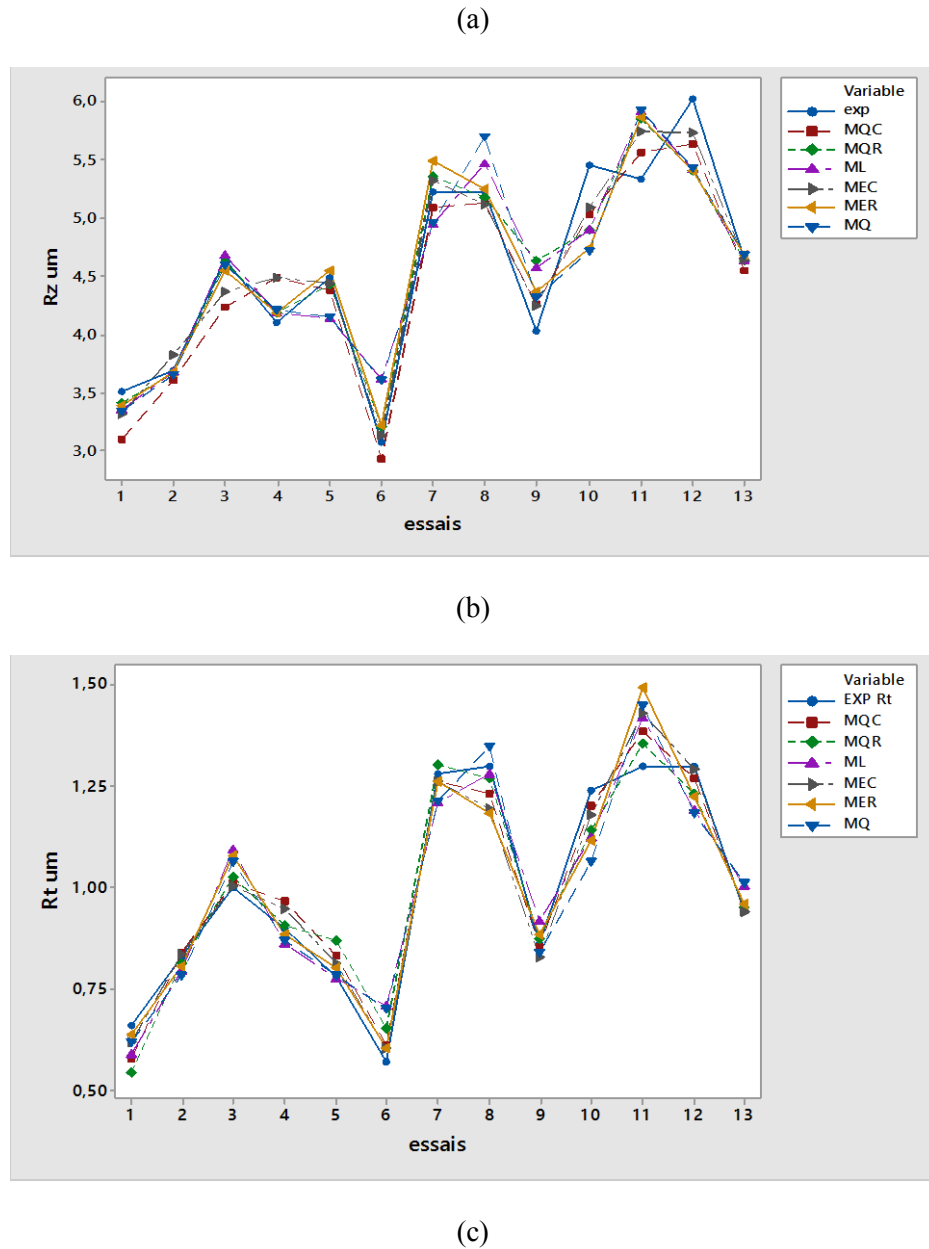 (a)
Rz um
6,0
5,5
5,0
4,5
4,0
3,5
3,0
1 2 3 4 5 6 7 8 9 10 11 12 13
essais
Variable
exp
MQC
MQR
ML
MEC
MER
MQ
(b)
Rt um
1,50
1,25
1,00
0,75
0,50
1 2 3 4 5 6 7 8 9 10 11 12 13
essais
Variable
EXP Rt
MQC
MQR
ML
MEC
MER
MQ
(c)